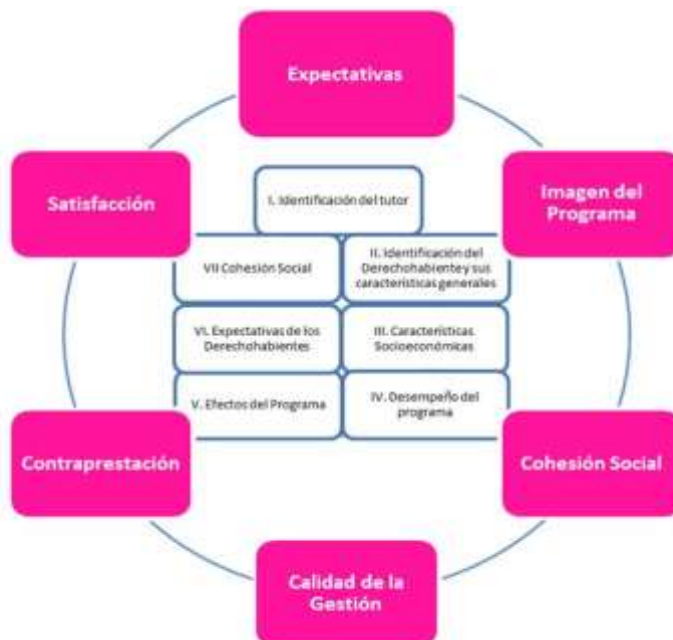 Expectativas
Satisfacción
Imagen del
Programa
I. Identificación del tutor
VII Cohesión Social
II. Identificación del
Derechohabiente y sus
características generales
VI. Expectativas de los
Derechohabientes
III. Características
Socioeconómicas
V. Efectos del Programa
IV. Desempeño del
programa
Contraprestación
Cohesión Social
Calidad de la
Gestión